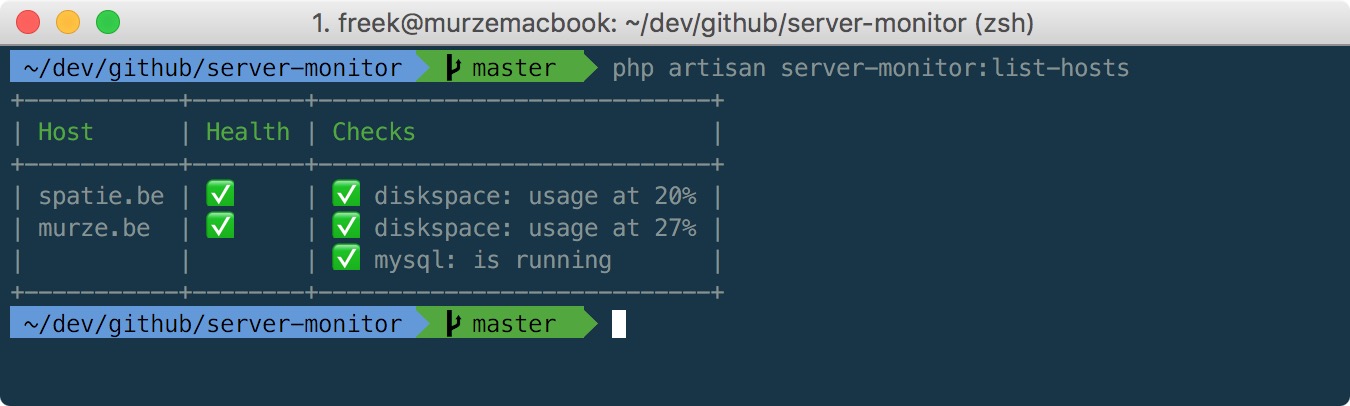 1. freek@murzemacbook: ~/dev/github/server-monitor (zsh)
~/dev/github/server-monitor master php artisan server-monitor:list-hosts
+-----------+--------+----------------------------+
| Host | Health | Checks |
+-----------+--------+----------------------------+
| spatie.be | ✅ | ✅ diskspace: usage at 20% |
| murze.be | ✅ | ✅ diskspace: usage at 27% |
| | | ✅ mysql: is running |
+-----------+--------+----------------------------+
~/dev/github/server-monitor master